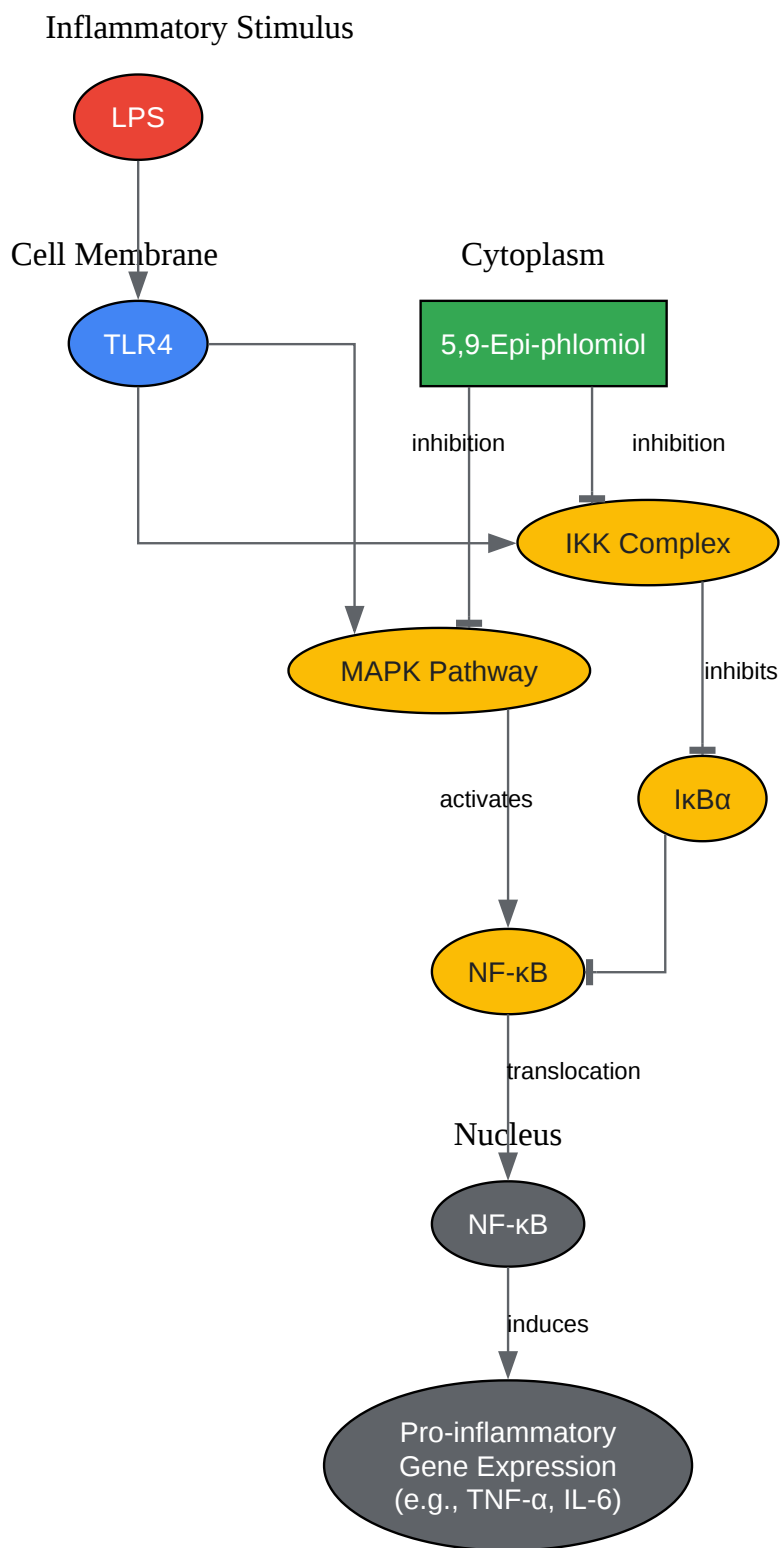 Inflammatory Stimulus
LPS
Cell Membrane
Cytoplasm
TLR4
5,9-Epi-phlomiol
inhibition
inhibition
IKK Complex
MAPK Pathway
inhibits
activates
IκBα
NF-κB
translocation
Nucleus
NF-κB
induces
Pro-inflammatory
Gene Expression
(e.g., TNF-α, IL-6)